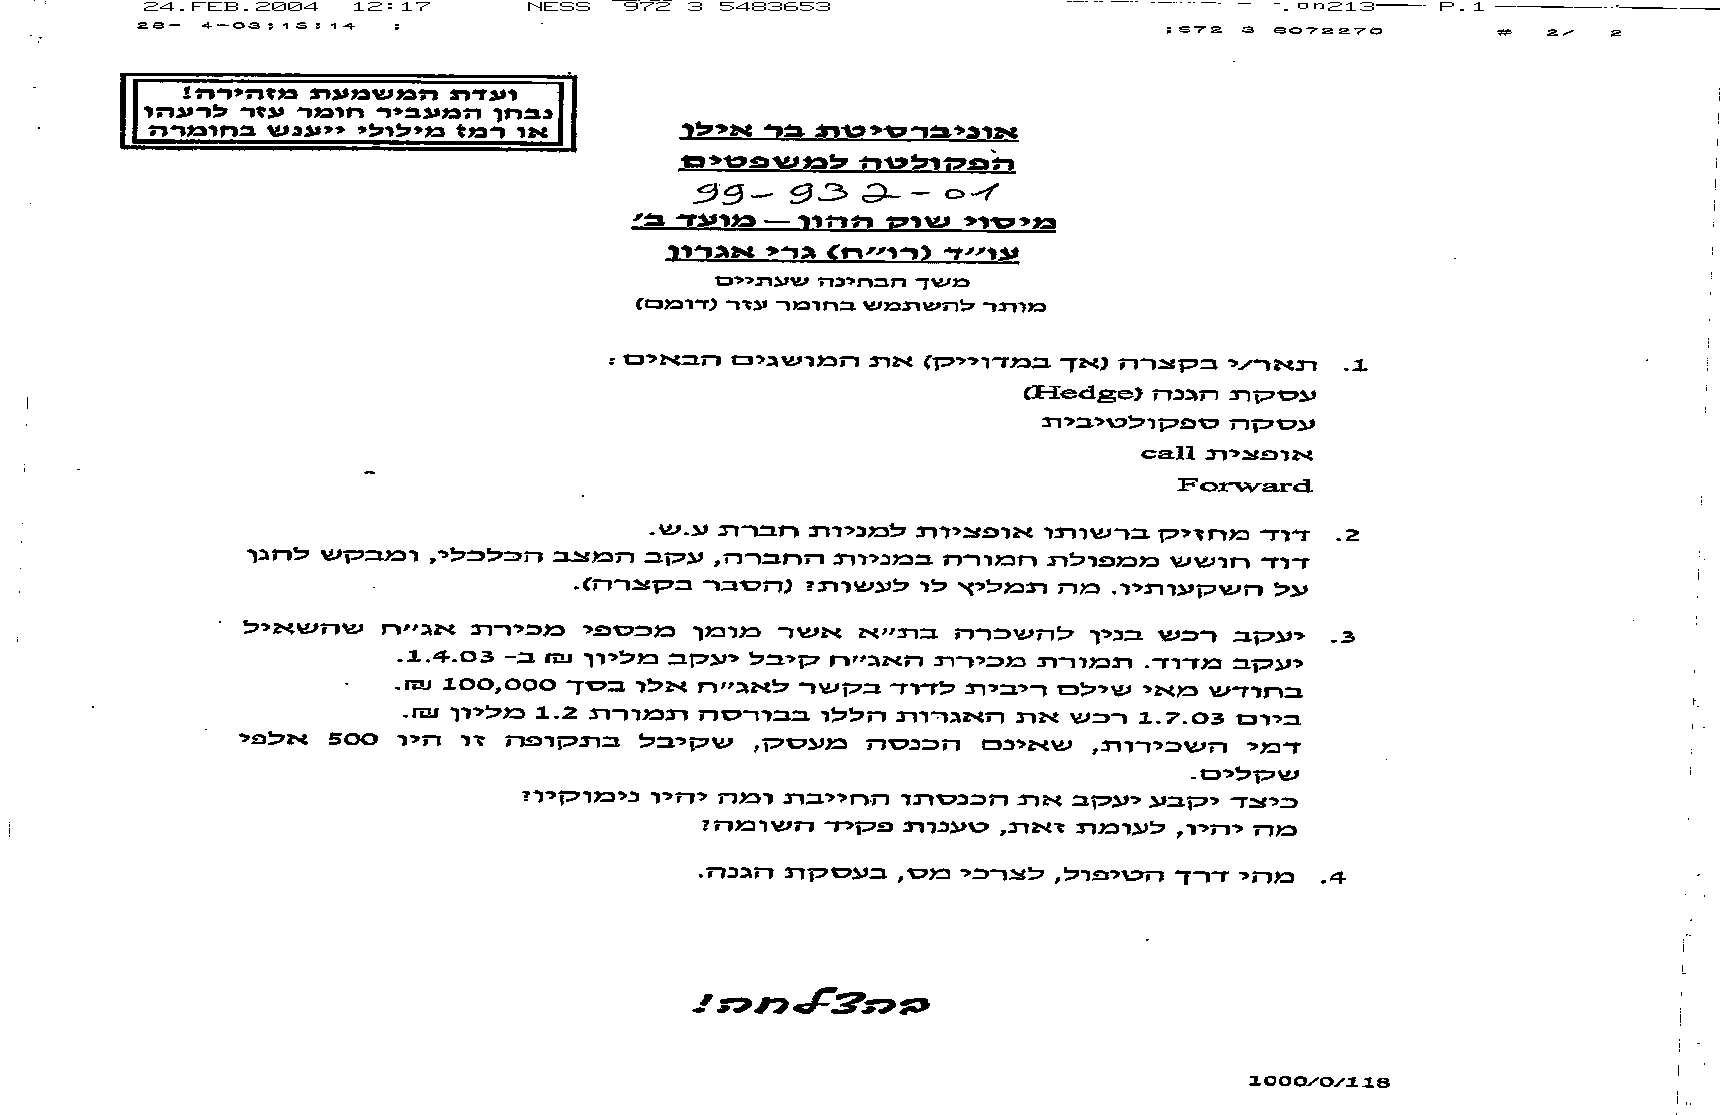 24.FEB.2004 12:17 NESS 972 3 5483653 P.1
28- 4-03;13:14 ; ;972 3 6072270 # 2/ 2
ועדת המשמעת מזהירה!
נבחן המעביר חומר עזר לרעהו
או רמז מילולי ייענש בחומרה
אוניברסיטת בר אילן
הפקולטה למשפטים
99-932-01
מיסוי שוק ההון – מועד ב'
עו"ד (רו"ח) גרי אגרון
משך הבחינה שעתיים
מותר להשתמש בחומר עזר (דומם)
1. תאר/י בקצרה (אך במדוייק) את המושגים הבאים:
עסקת הגנה (Hedge)
עסקה ספקולטיבית
אופצית call
Forward
2. דוד מחזיק ברשותו אופציות למניות חברת ע.ש.
דוד חושש ממפולת חמורה במניות החברה, עקב המצב הכלכלי, ומבקש להגן
על השקעותיו. מה תמליץ לו לעשות? (הסבר בקצרה).
3. יעקב רכש בנין להשכרה בת"א אשר מומן מכספי מכירת אג"ח שהשאיל
יעקב מדוד. תמורת מכירת האג"ח קיבל יעקב מליון ₪ ב- 1.4.03.
בחודש מאי שילם ריבית לדוד בקשר לאג"ח אלו בסך 100,000 ₪.
ביום 1.7.03 רכש את האגרות הללו בבורסה תמורת 1.2 מליון ₪.
דמי השכירות, שאינם הכנסה מעסק, שקיבל בתקופה זו היו 500 אלפי
שקלים.
כיצד יקבע יעקב את הכנסתו החייבת ומה יהיו נימוקיו?
מה יהיו, לעומת זאת, טענות פקיד השומה?
4. מהי דרך הטיפול, לצרכי מס, בעסקת הגנה.
בהצלחה!
1000/0/118